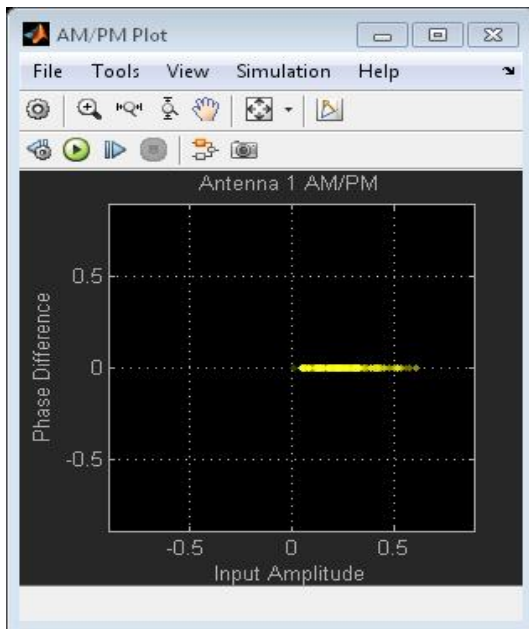 AM/PM Plot
File Tools View Simulation Help
Antenna 1 AM/PM
Phase Difference
0.5
0
-0.5
-0.5 0 0.5
Input Amplitude